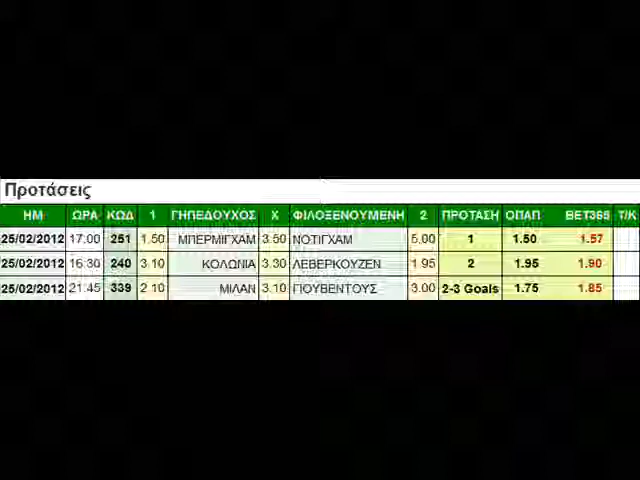 Προτάσεις
ΗΜ ΩΡΑ ΚΩΔ 1 ΓΗΠΕΔΟΥΧΟΣ Χ ΦΙΛΟΞΕΝΟΥΜΕΝΗ 2 ΠΡΟΤΑΣΗ ΟΠΑΠ BET365 Τ/Κ
25/02/2012 17:00 251 1.50 ΜΠΕΡΜΙΓΧΑΜ 3.50 ΝΟΤΙΓΧΑΜ 5.00 1 1.50 1.57
25/02/2012 16:30 240 3.10 ΚΟΛΩΝΙΑ 3.30 ΛΕΒΕΡΚΟΥΖΕΝ 1.95 2 1.95 1.90
25/02/2012 21:45 339 2.10 ΜΙΛΑΝ 3.10 ΓΙΟΥΒΕΝΤΟΥΣ 3.00 2-3 Goals 1.75 1.85